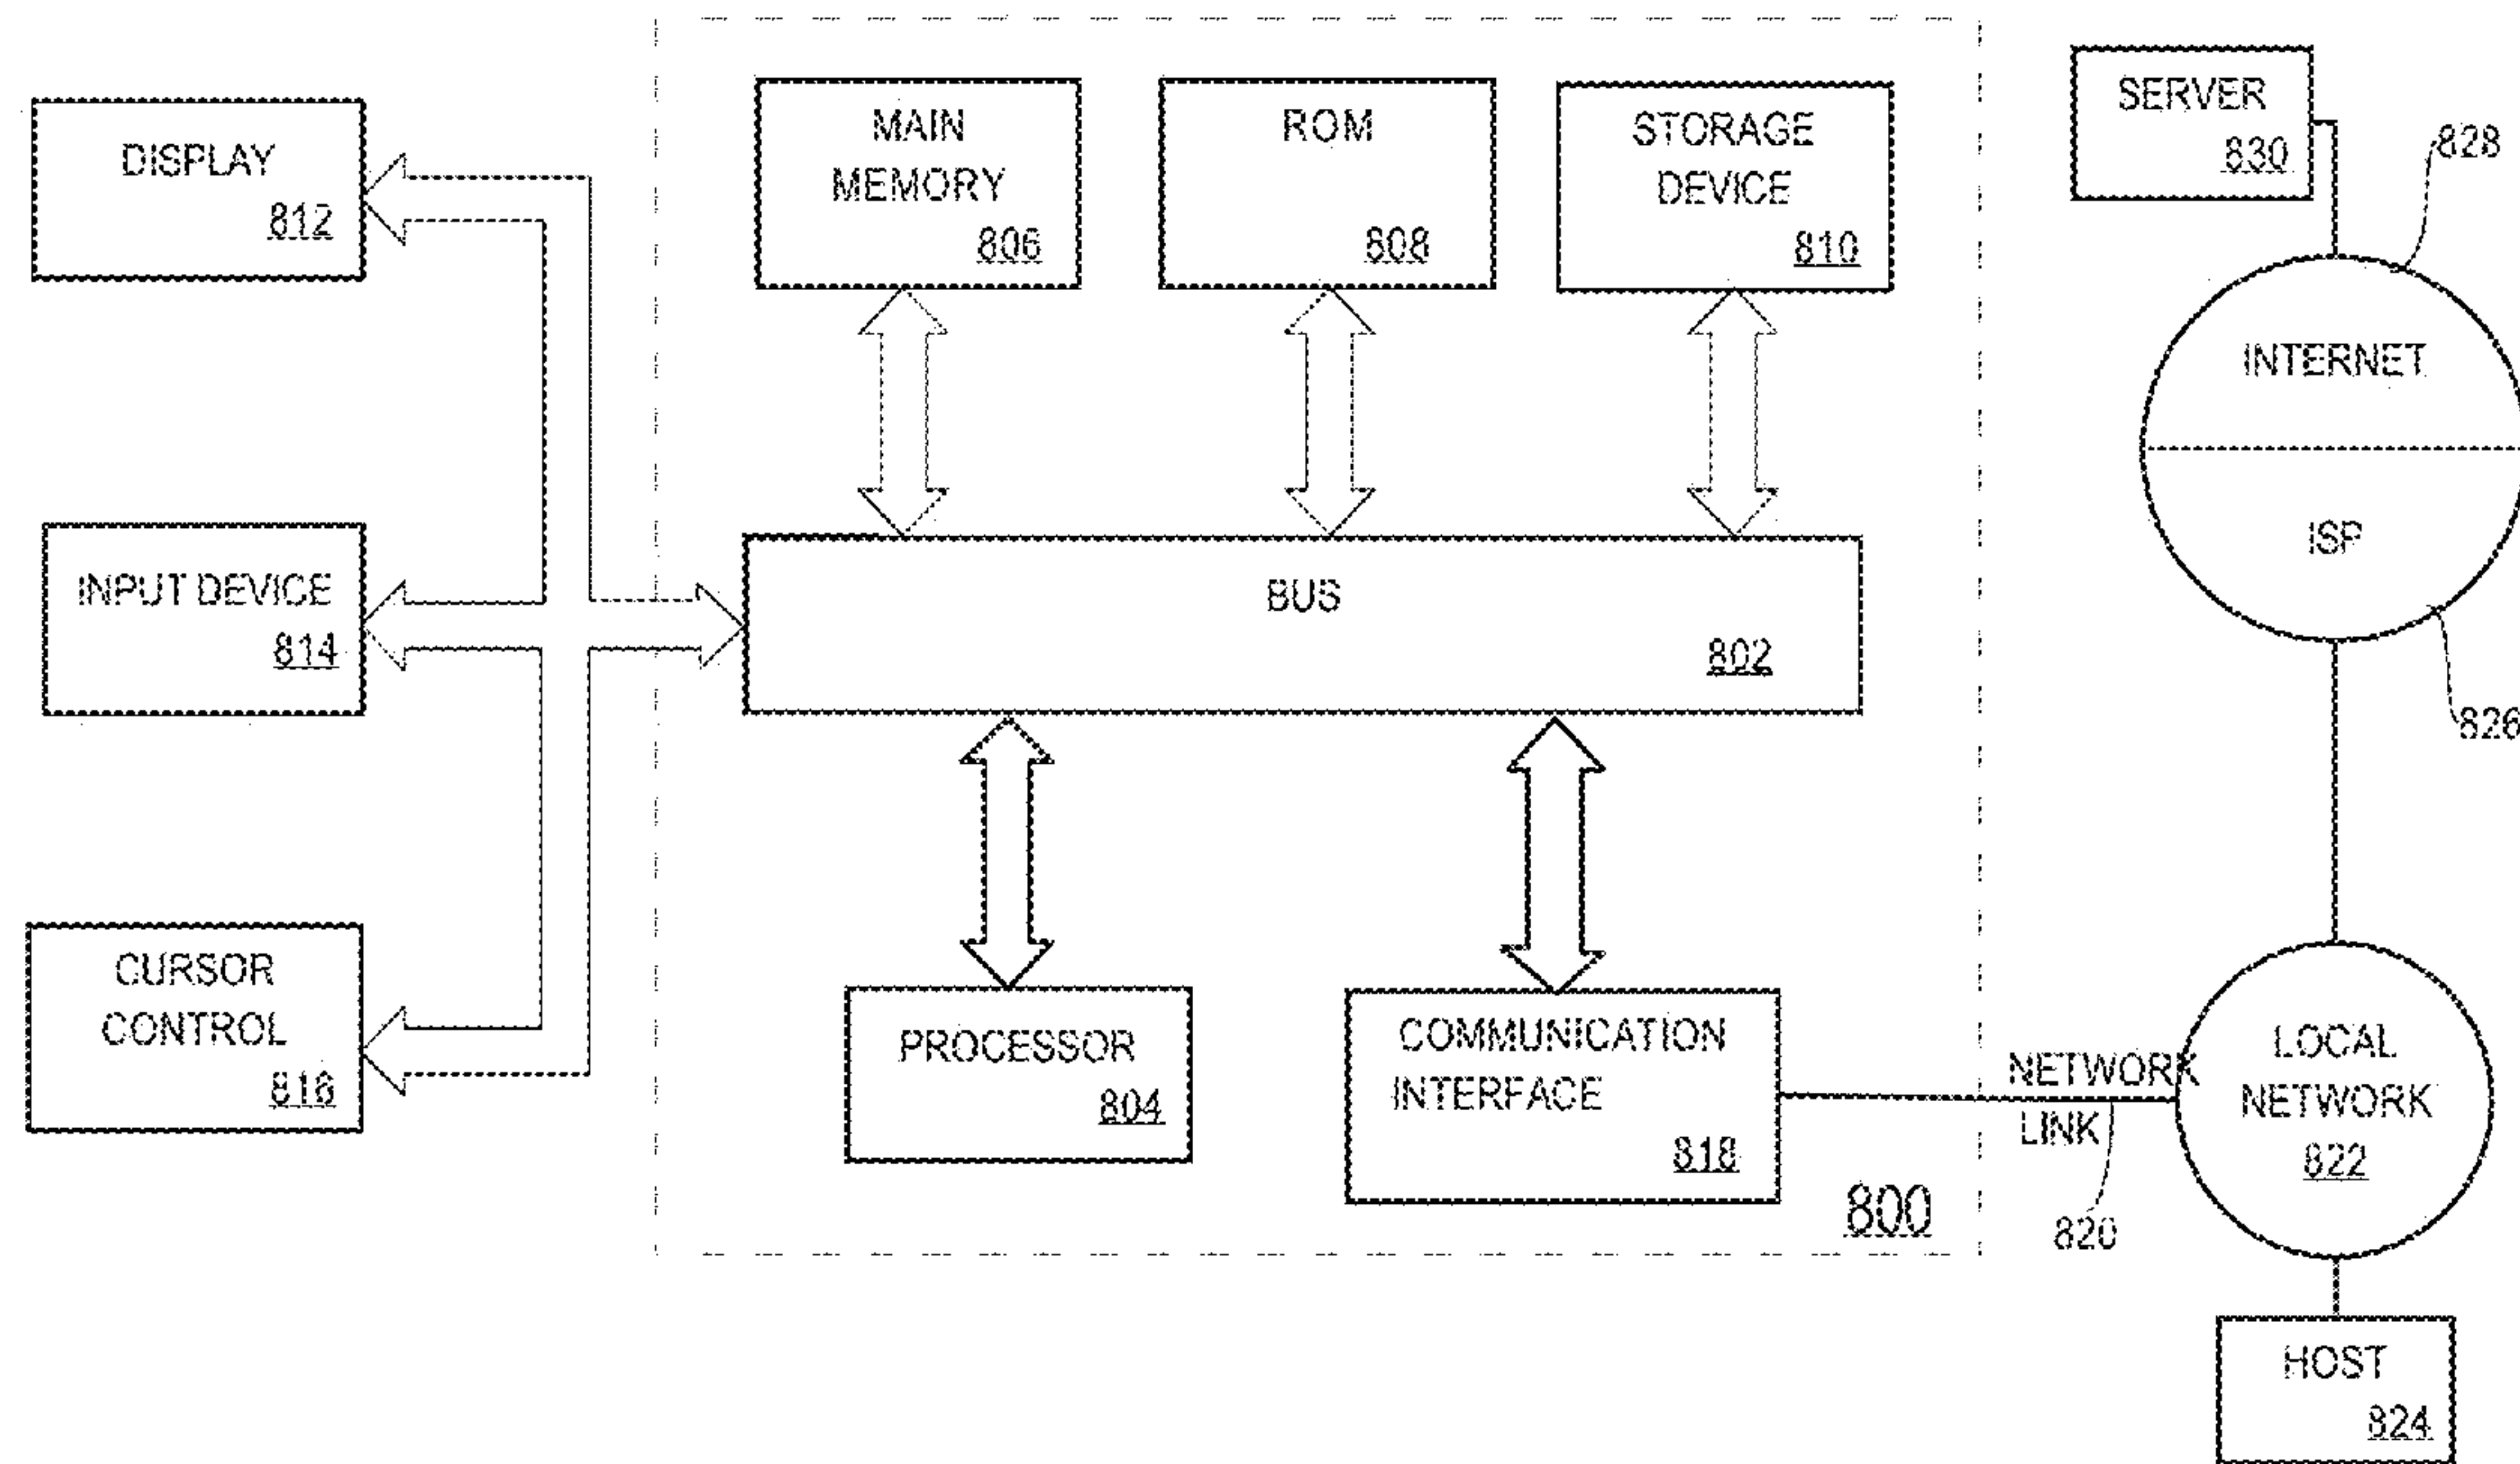 DISPLAY
812
INPUT DEVICE
814
CURSOR
CONTROL
816
MAIN
MEMORY
806
ROM
808
STORAGE
DEVICE
810
BUS
802
PROCESSOR
804
COMMUNICATION
INTERFACE
818
800
SERVER
830
828
INTERNET
ISP
826
NETWORK
LINK
820
LOCAL
NETWORK
822
HOST
824